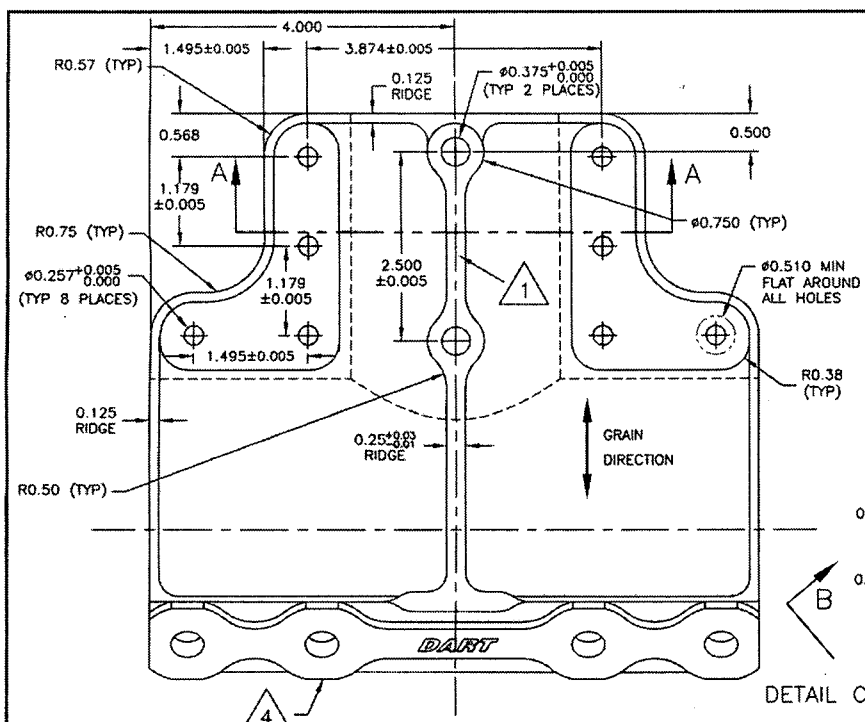 4.000
1.495±0.005
3.874±0.005
R0.57 (TYP)
0.125
RIDGE
ø0.375+0.005
0.000
(TYP 2 PLACES)
0.568
0.500
A
A
1.179
±0.005
ø0.750 (TYP)
R0.75 (TYP)
2.500
±0.005
1
ø0.257+0.005
0.000
(TYP 8 PLACES)
1.179
±0.005
ø0.510 MIN
FLAT AROUND
ALL HOLES
1.495±0.005
R0.38
(TYP)
0.125
RIDGE
0.25+0.03
-0.01
RIDGE
GRAIN
DIRECTION
R0.50 (TYP)
0
0.
B
DART
DETAIL C
4